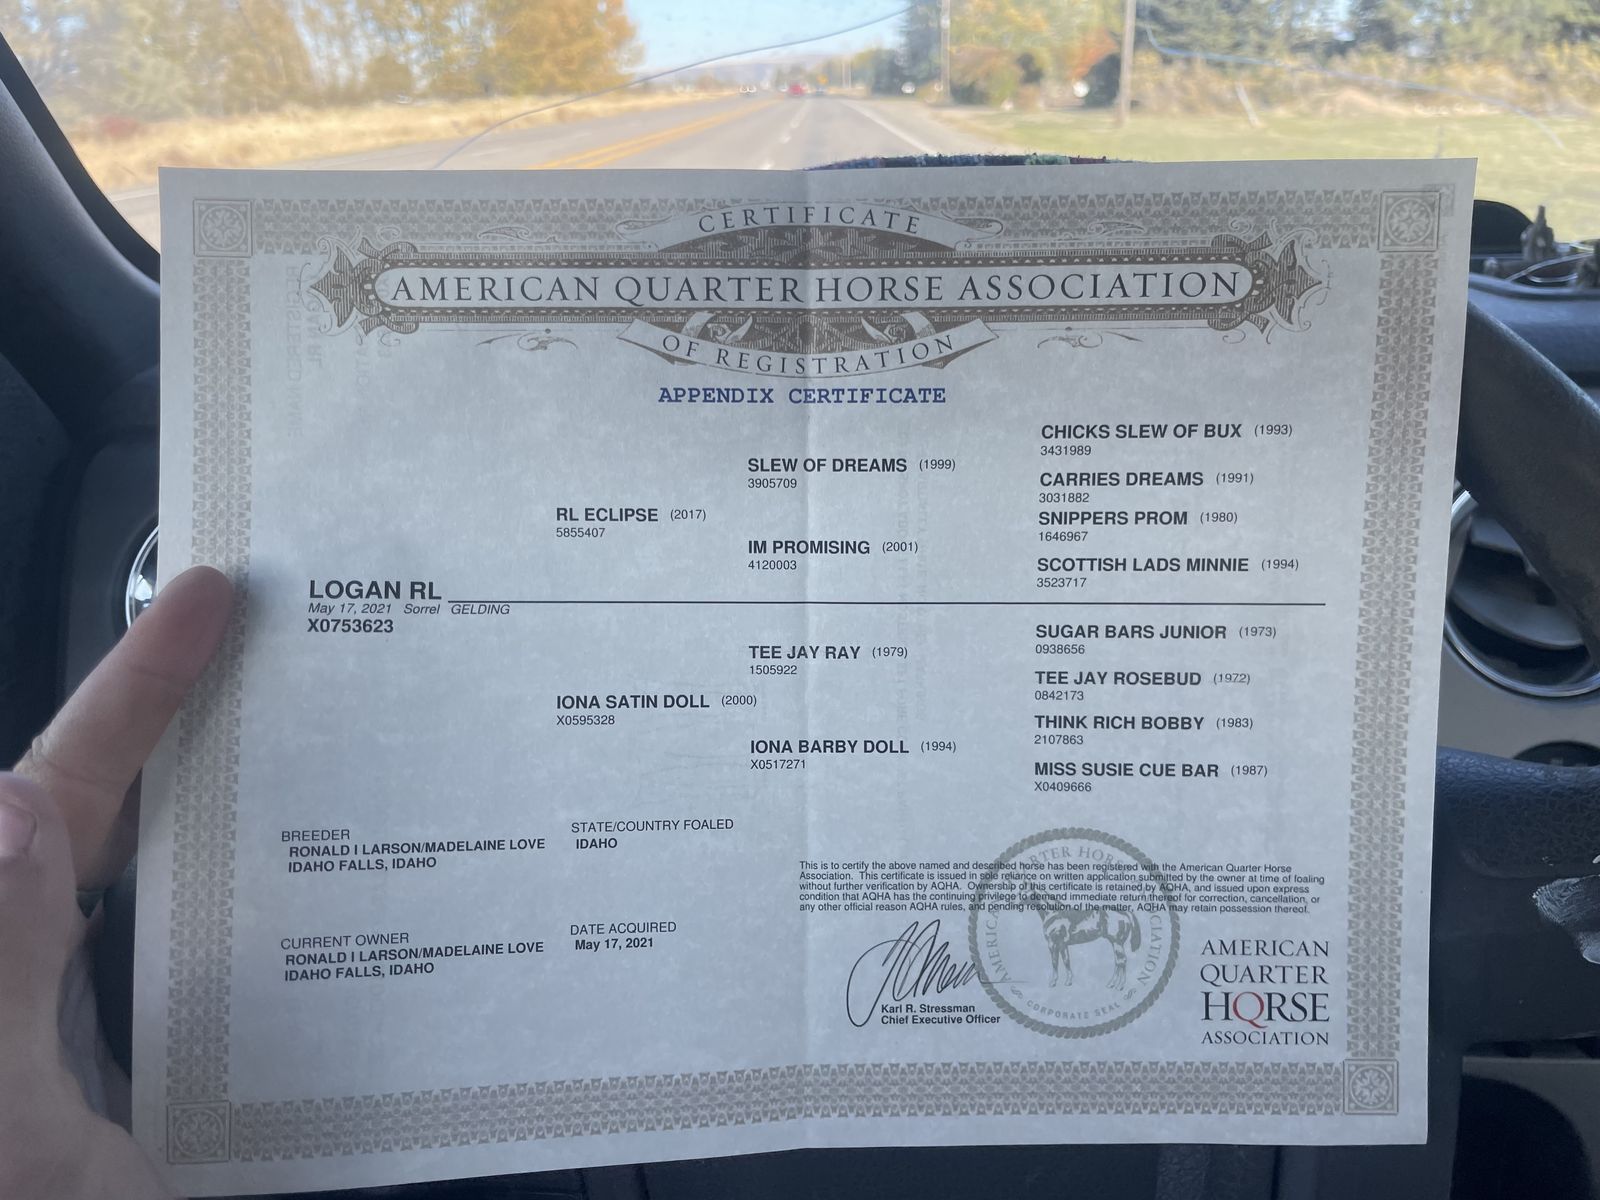 CERTIFICATE
AMERICAN QUARTER HORSE ASSOCIATION
OF REGISTRATION
APPENDIX CERTIFICATE
CHICKS SLEW OF BUX (1993)
3431989
SLEW OF DREAMS (1999)
3905709
CARRIES DREAMS (1991)
3031882
RL ECLIPSE (2017)
5855407
SNIPPERS PROM (1980)
1646967
IM PROMISING (2001)
4120003
SCOTTISH LADS MINNIE (1994)
3523717
LOGAN RL
May 17, 2021 Sorrel GELDING
X0753623
SUGAR BARS JUNIOR (1973)
0938656
TEE JAY RAY (1979)
1505922
TEE JAY ROSEBUD (1972)
0842173
IONA SATIN DOLL (2000)
X0595328
THINK RICH BOBBY (1983)
2107863
IONA BARBY DOLL (1994)
X0517271
MISS SUSIE CUE BAR (1987)
X0409666
BREEDER
RONALD I LARSON/MADELAINE LOVE
IDAHO FALLS, IDAHO
STATE/COUNTRY FOALED
IDAHO
CURRENT OWNER
RONALD I LARSON/MADELAINE LOVE
IDAHO FALLS, IDAHO
DATE ACQUIRED
May 17, 2021
This is to certify the above named and described horse has been registered with the American Quarter Horse
Association. This certificate is issued in sole reliance on written application submitted by the owner at time of foaling
without further verification by AQHA. Ownership of this certificate is retained by AQHA, and issued upon express
condition that AQHA has the continuing privilege to demand immediate return thereof for correction, cancellation, or
any other official reason AQHA rules, and pending resolution of the matter, AQHA may retain possession thereof.
Karl R. Stressman
Chief Executive Officer
AMERICAN QUARTER HORSE ASSOCIATION
CORPORATE SEAL
AMERICAN
QUARTER
HORSE
ASSOCIATION